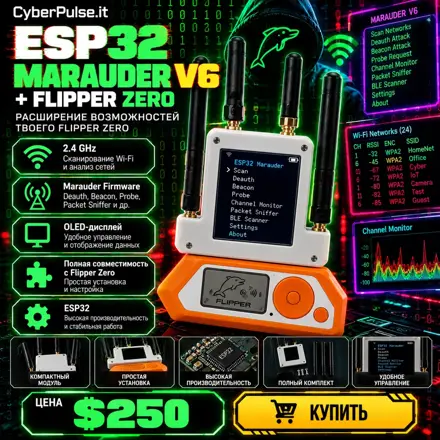 CyberPulse.it
ESP32
MARAUDER V6
+ FLIPPER ZERO
РАСШИРЕНИЕ ВОЗМОЖНОСТЕЙ
ТВОЕГО FLIPPER ZERO
2.4 GHz
Сканирование Wi-Fi
и анализ сетей
Marauder Firmware
Deauth, Beacon, Probe,
Packet Sniffer и др.
OLED-дисплей
Удобное управление
и отображение данных
Полная совместимость
с Flipper Zero
Простая установка
и настройка
ESP32
Высокая производительность
и стабильная работа
ESP32 Marauder
> Scan
Deauth
Beacon
Probe
Channel Monitor
Packet Sniffer
BLE Scanner
Settings
About
FLIPPER
MARAUDER V6
Scan Networks
Deauth Attack
Beacon Attack
Probe Request
Channel Monitor
Packet Sniffer
BLE Scanner
Settings
About
Wi-Fi Networks (24)
CH RSSI ENC SSID
1 -32 WPA2 HomeNet
6 -45 WPA2 Office
WPA2 Cyber
WPA2 IoT
WPA2 Camera
WPA2 Test
WPA2 Guest
Channel Monitor
КОМПАКТНЫЙ
МОДУЛЬ
ПРОСТАЯ
УСТАНОВКА
ESP32
ВЫСОКАЯ
ПРОИЗВОДИТЕЛЬНОСТЬ
ПОЛНЫЙ КОМПЛЕКТ
УДОБНОЕ
УПРАВЛЕНИЕ
ЦЕНА
$250
КУПИТЬ